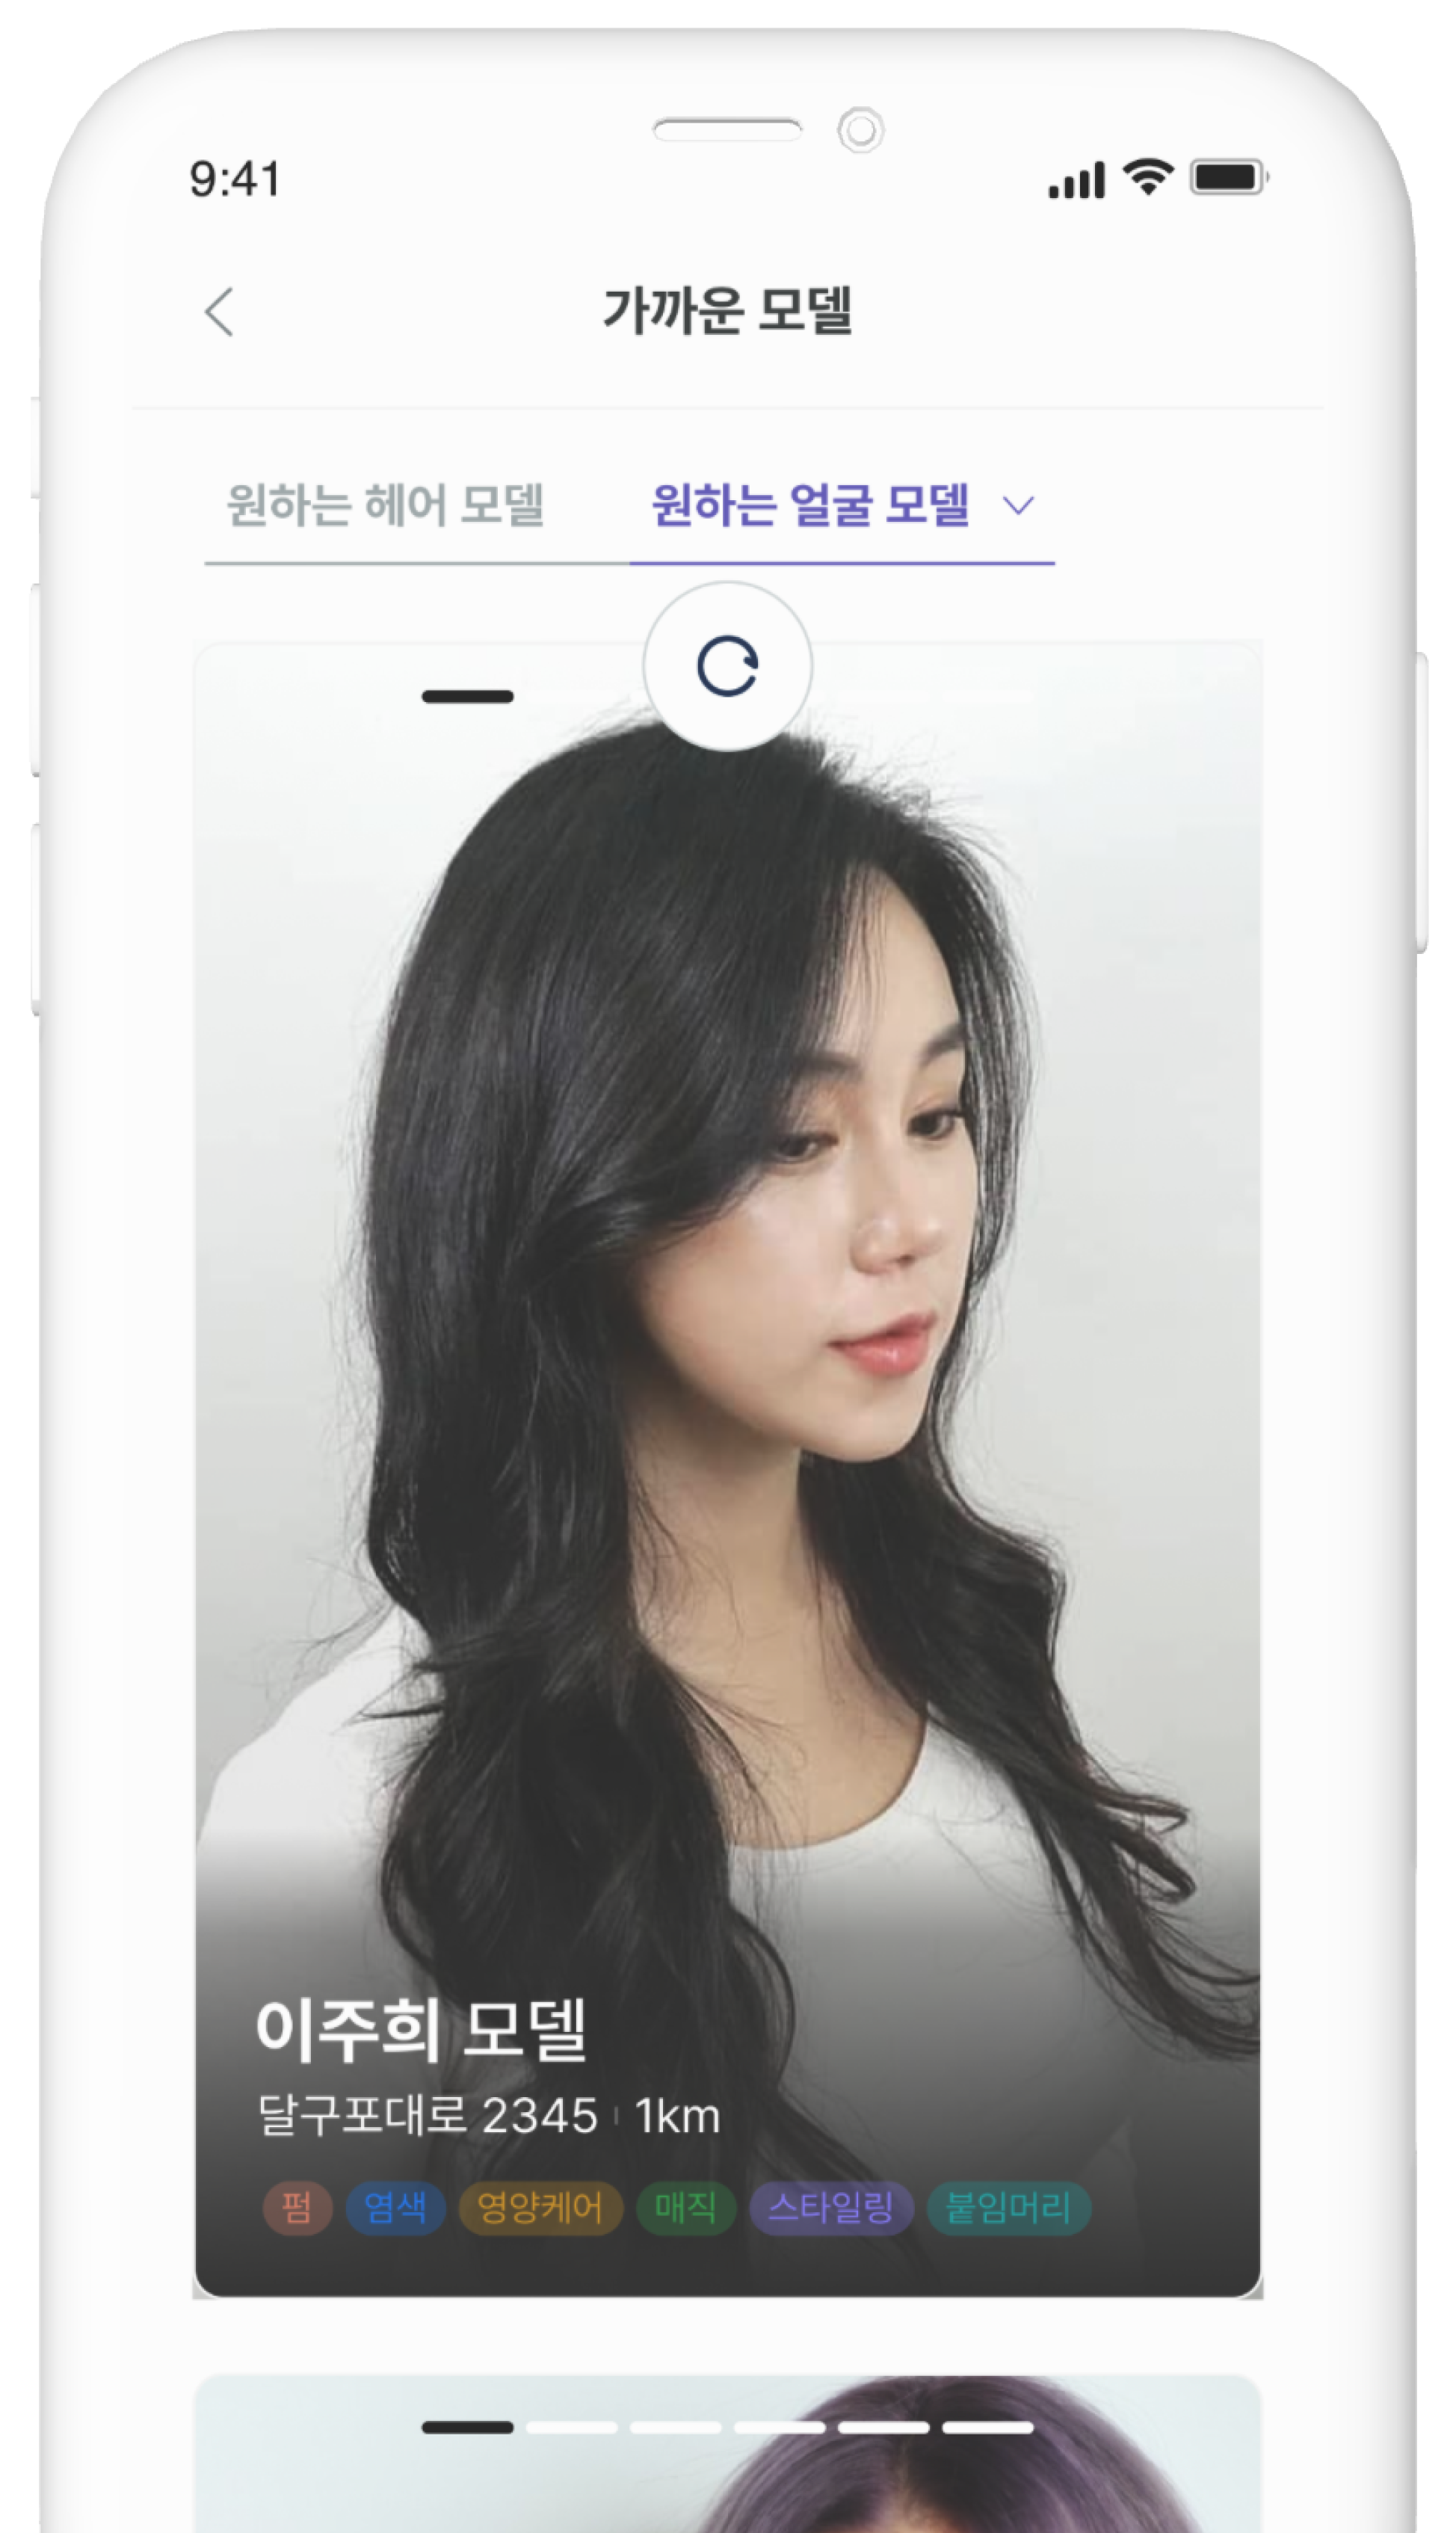 9:41
가까운 모델
원하는 헤어 모델 원하는 얼굴 모델
이주희 모델
달구포대로 2345 1km
펌 염색 영양케어 매직 스타일링 붙임머리